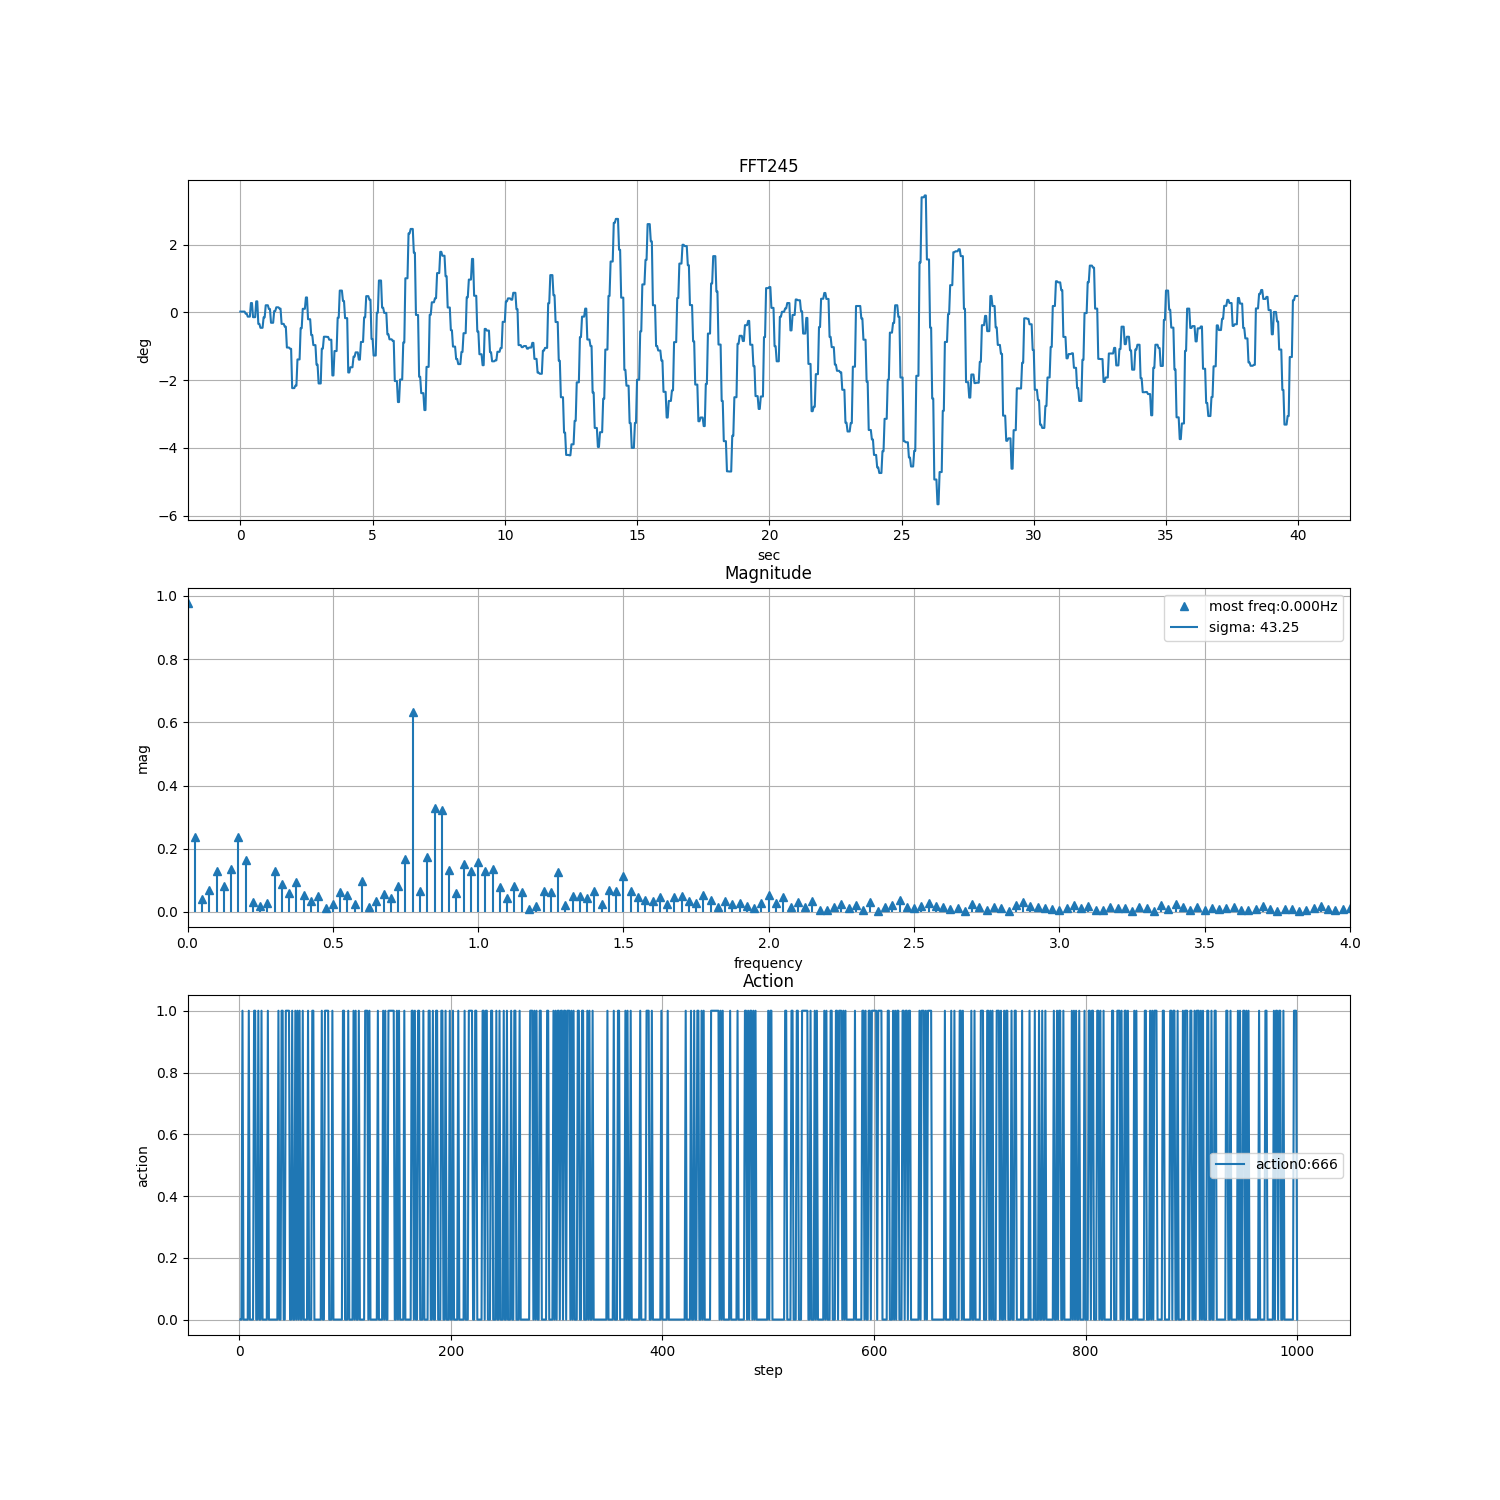 FFT245
2
0
−2
−4
−6
deg
0 5 10 15 20 25 30 35 40
sec
Magnitude
1.0
0.8
0.6
0.4
0.2
0.0
mag
most freq:0.000Hz
sigma: 43.25
0.0 0.5 1.0 1.5 2.0 2.5 3.0 3.5 4.0
frequency
Action
1.0
0.8
0.6
0.4
0.2
0.0
action
action0:666
0 200 400 600 800 1000
step